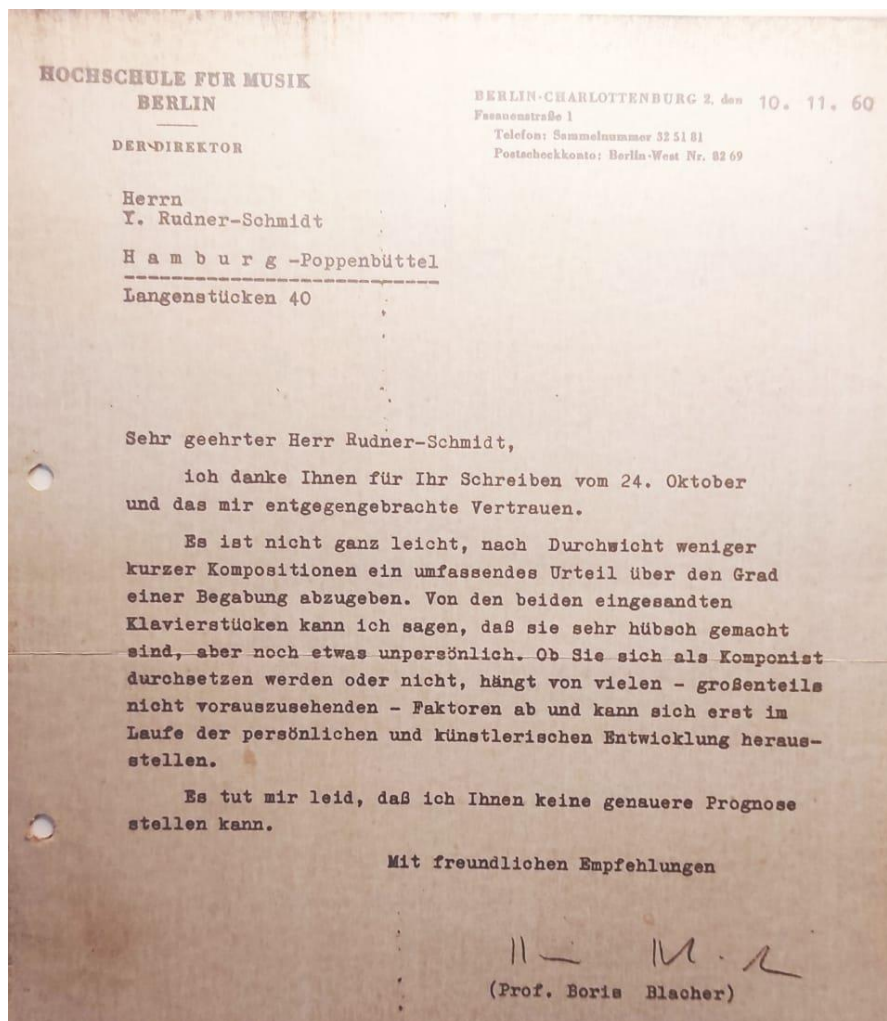 HOCHSCHULE FÜR MUSIK
BERLIN
DER DIREKTOR
BERLIN-CHARLOTTENBURG 2, den 10. 11. 60
Fasanenstraße 1
Telefon: Sammelnummer 32 51 81
Postscheckkonto: Berlin-West Nr. 82 69
Herrn
Y. Rudner-Schmidt
H a m b u r g -Poppenbüttel
Langenstücken 40
Sehr geehrter Herr Rudner-Schmidt,
ich danke Ihnen für Ihr Schreiben vom 24. Oktober
und das mir entgegengebrachte Vertrauen.
Es ist nicht ganz leicht, nach Durchwicht weniger
kurzer Kompositionen ein umfassendes Urteil über den Grad
einer Begabung abzugeben. Von den beiden eingesandten
Klavierstücken kann ich sagen, daß sie sehr hübsch gemacht
sind, aber noch etwas unpersönlich. Ob Sie sich als Komponist
durchsetzen werden oder nicht, hängt von vielen - großenteils
nicht vorauszusehenden - Faktoren ab und kann sich erst im
Laufe der persönlichen und künstlerischen Entwicklung heraus-
stellen.
Es tut mir leid, daß ich Ihnen keine genauere Prognose
stellen kann.
Mit freundlichen Empfehlungen
(Prof. Boris Blacher)